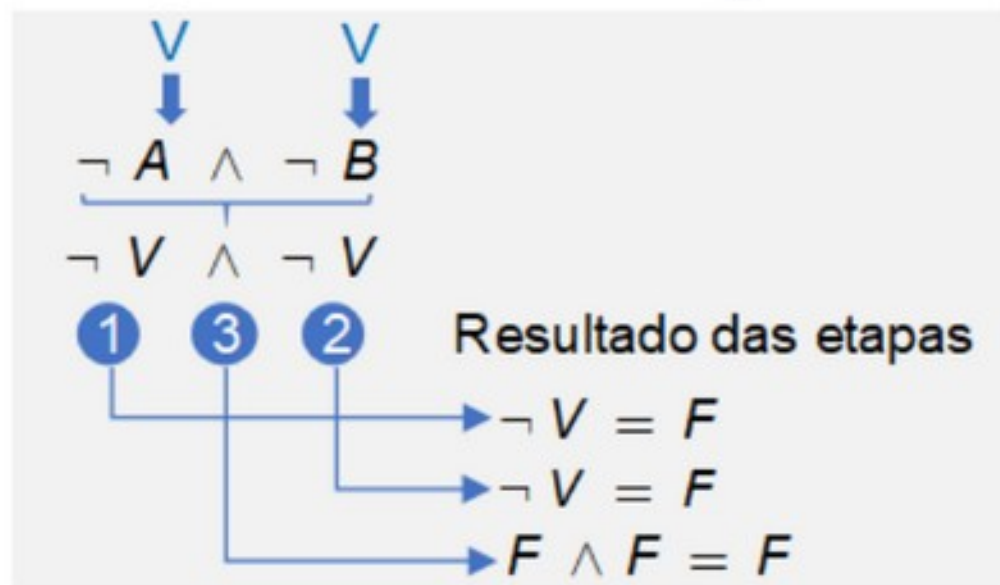 V V
¬ A ∧ ¬ B
¬ V ∧ ¬ V
1 3 2 Resultado das etapas
¬ V = F
¬ V = F
F ∧ F = F